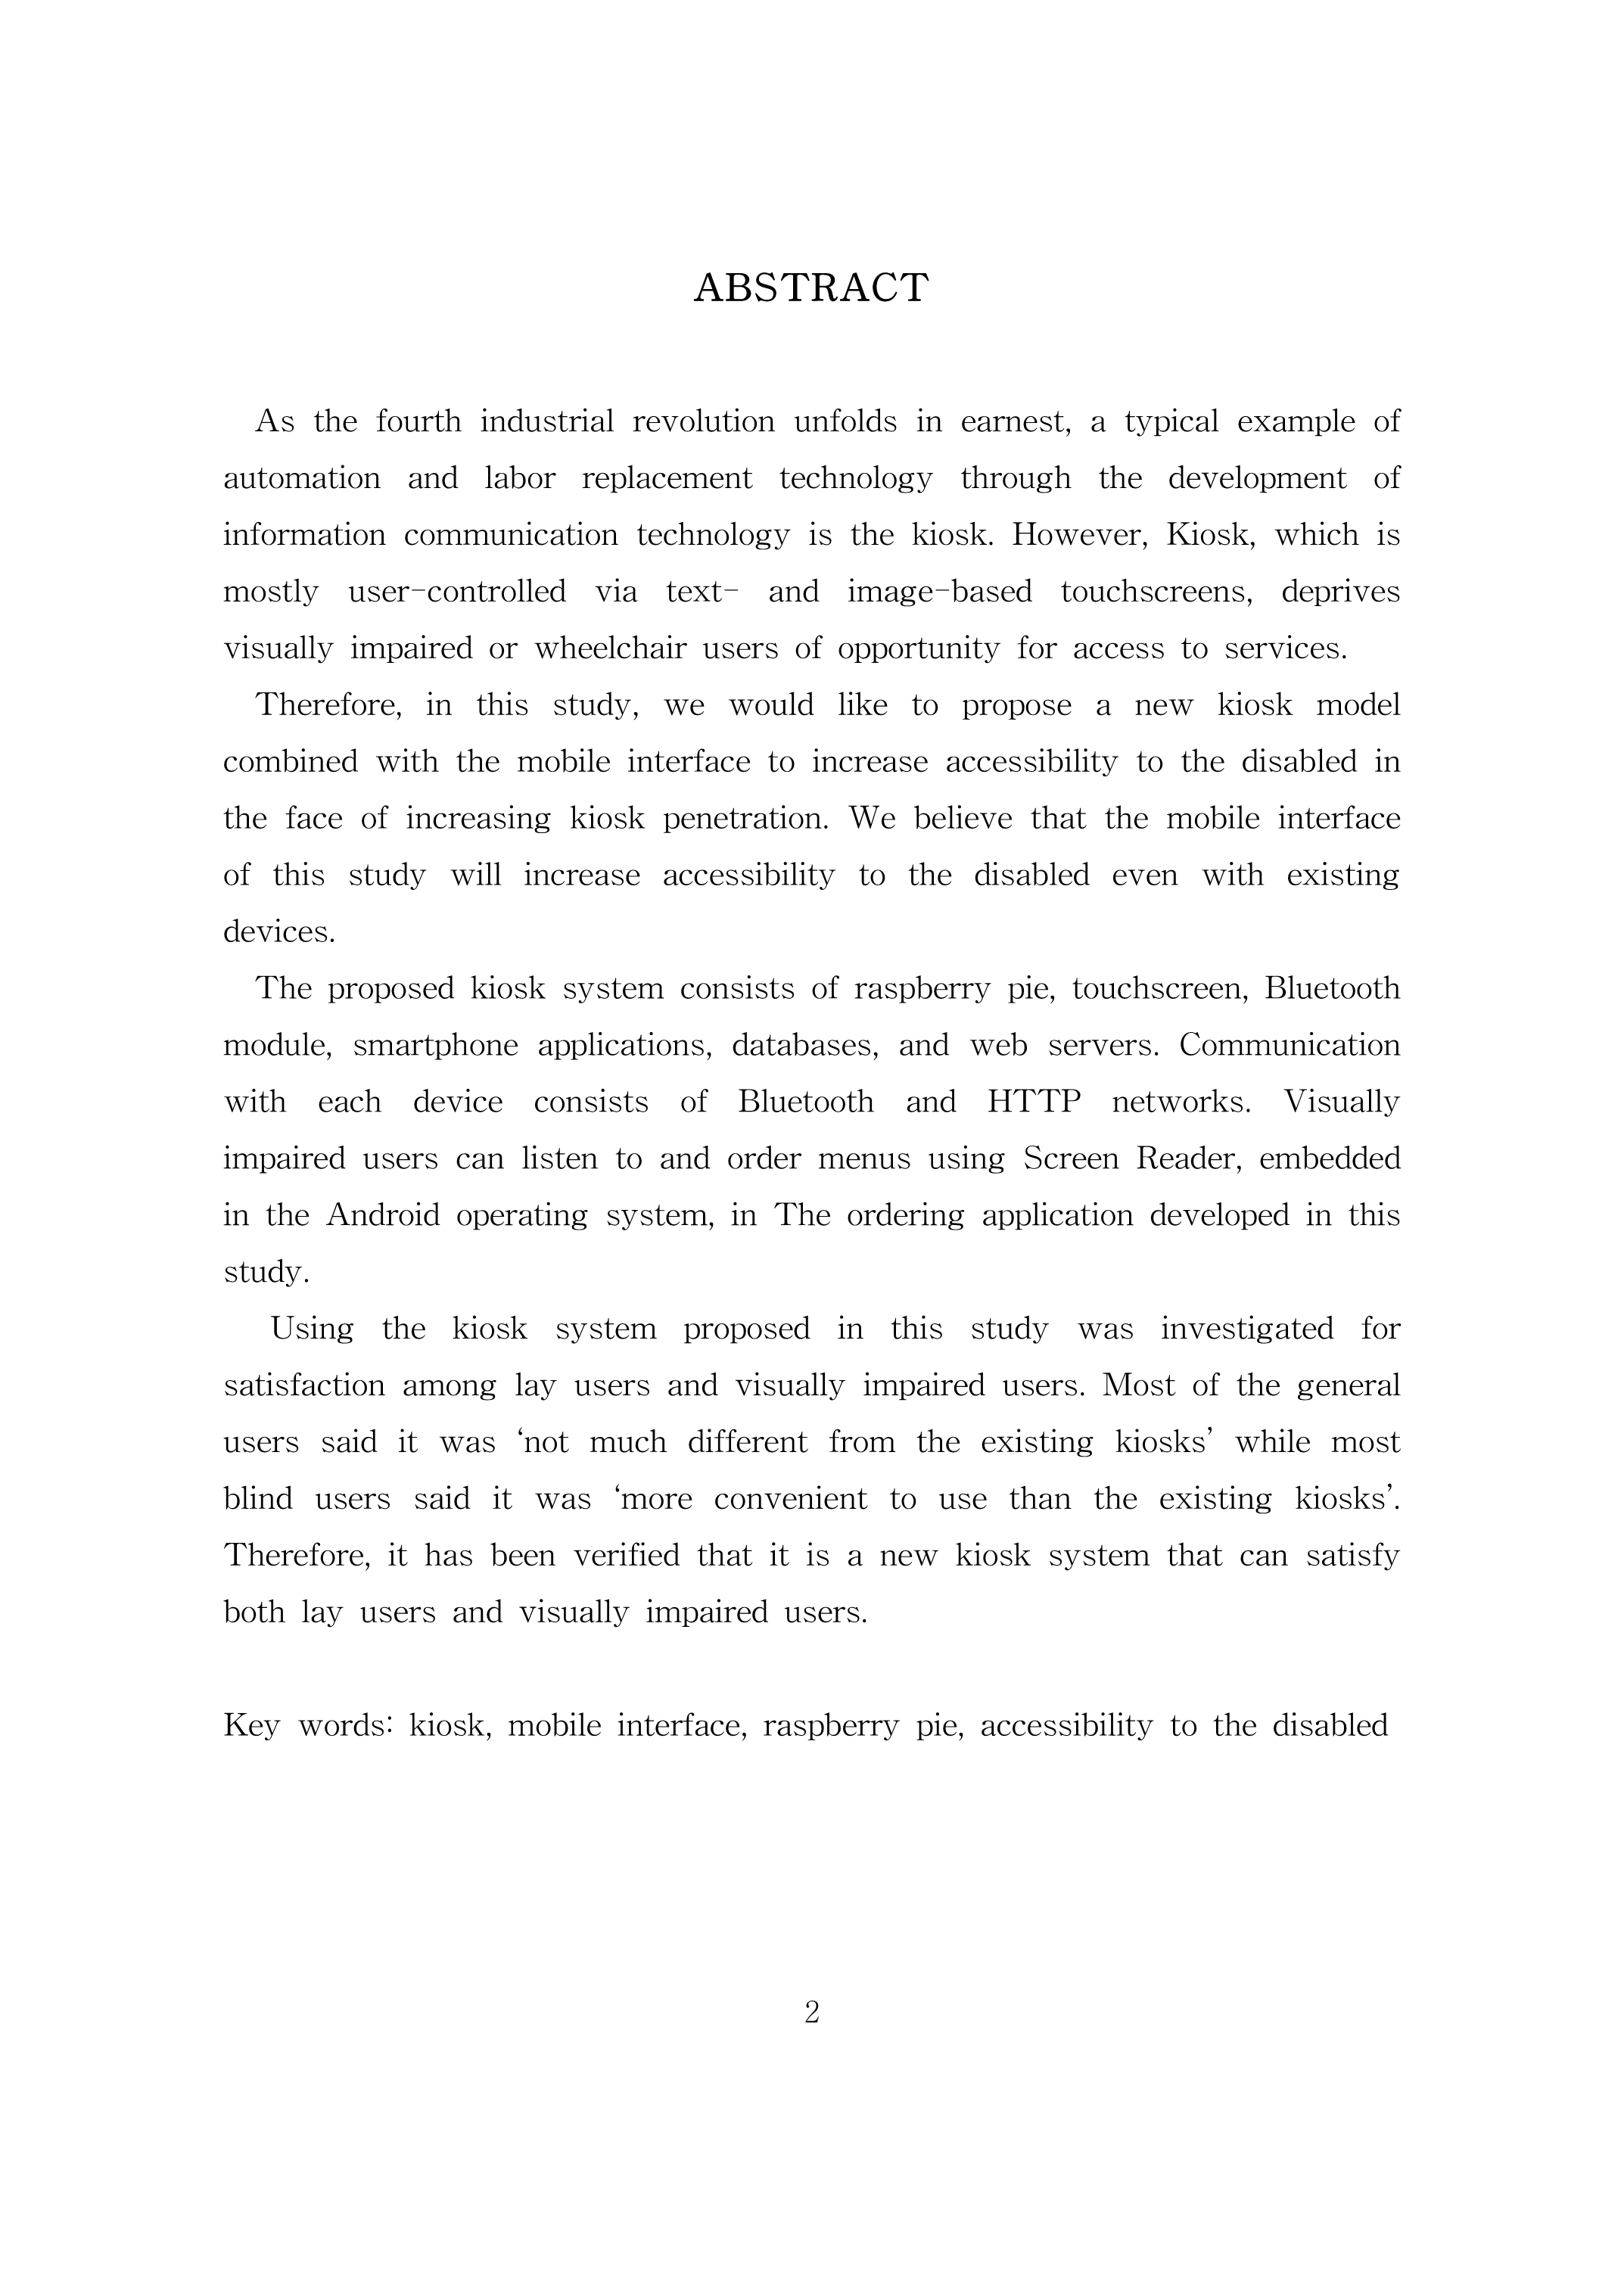 ABSTRACT
As the fourth industrial revolution unfolds in earnest, a typical example of
automation and labor replacement technology through the development of
information communication technology is the kiosk. However, Kiosk, which is
mostly user-controlled via text- and image-based touchscreens, deprives
visually impaired or wheelchair users of opportunity for access to services.
Therefore, in this study, we would like to propose a new kiosk model
combined with the mobile interface to increase accessibility to the disabled in
the face of increasing kiosk penetration. We believe that the mobile interface
of this study will increase accessibility to the disabled even with existing
devices.
The proposed kiosk system consists of raspberry pie, touchscreen, Bluetooth
module, smartphone applications, databases, and web servers. Communication
with each device consists of Bluetooth and HTTP networks. Visually
impaired users can listen to and order menus using Screen Reader, embedded
in the Android operating system, in The ordering application developed in this
study.
Using the kiosk system proposed in this study was investigated for
satisfaction among lay users and visually impaired users. Most of the general
users said it was ‘not much different from the existing kiosks’ while most
blind users said it was ‘more convenient to use than the existing kiosks’.
Therefore, it has been verified that it is a new kiosk system that can satisfy
both lay users and visually impaired users.
Key words: kiosk, mobile interface, raspberry pie, accessibility to the disabled
2